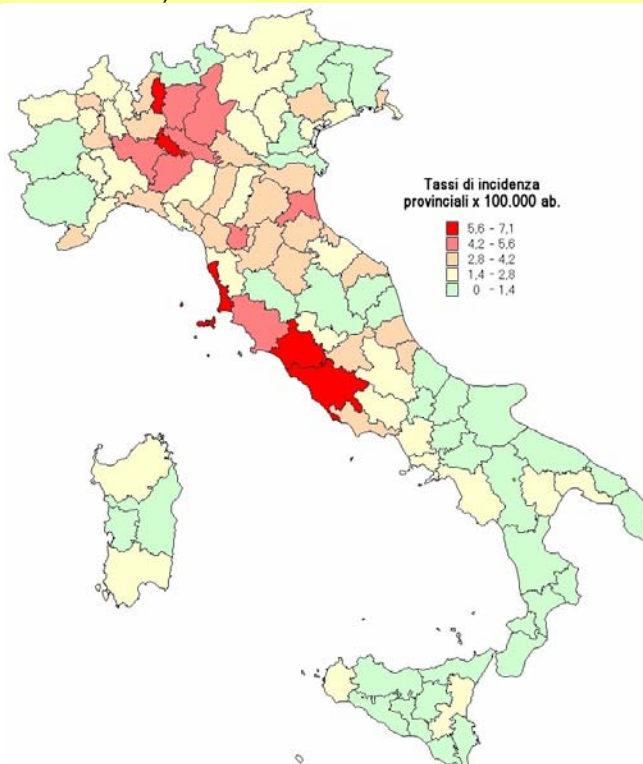 Tassi di incidenza
provinciali x 100.000 ab.
5,6 - 7,1
4,2 - 5,6
2,8 - 4,2
1,4 - 2,8
0 - 1,4